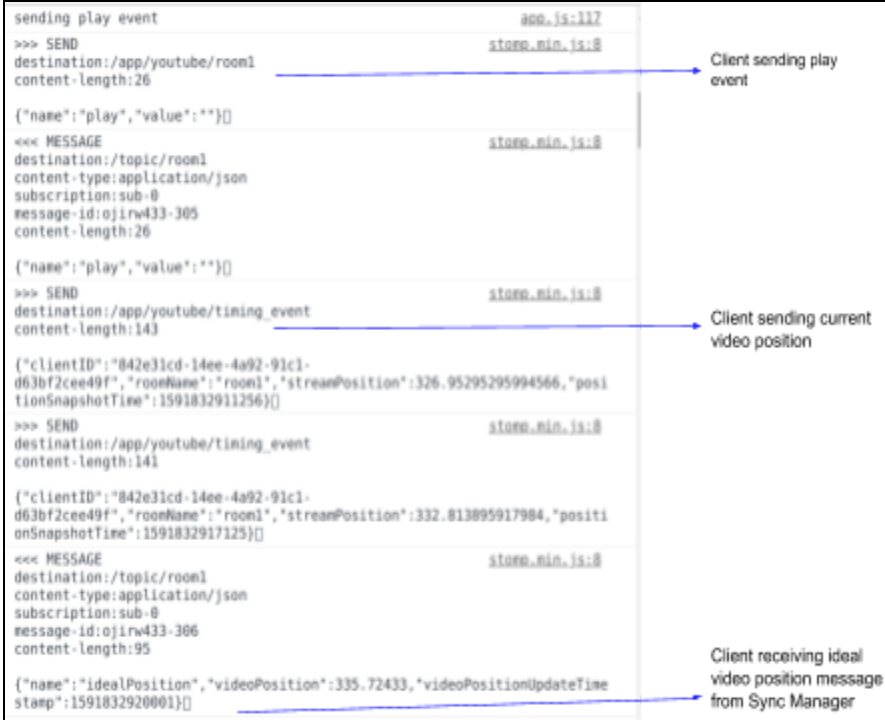 sending play event app.js:117
>>> SEND stomp.min.js:8
destination:/app/youtube/room1
content-length:26
{"name":"play","value":""}▯
Client sending play
event
<<< MESSAGE stomp.min.js:8
destination:/topic/room1
content-type:application/json
subscription:sub-0
message-id:ojirw433-305
content-length:26
{"name":"play","value":""}▯
>>> SEND stomp.min.js:8
destination:/app/youtube/timing_event
content-length:143
{"clientID":"842e31cd-14ee-4a92-91c1-
d63bf2cee49f","roomName":"room1","streamPosition":326.95295295994566,"posi
tionSnapshotTime":1591832911256}▯
Client sending current
video position
>>> SEND stomp.min.js:8
destination:/app/youtube/timing_event
content-length:141
{"clientID":"842e31cd-14ee-4a92-91c1-
d63bf2cee49f","roomName":"room1","streamPosition":332.813895917984,"positi
onSnapshotTime":1591832917125}▯
<<< MESSAGE stomp.min.js:8
destination:/topic/room1
content-type:application/json
subscription:sub-0
message-id:ojirw433-306
content-length:95
{"name":"idealPosition","videoPosition":335.72433,"videoPositionUpdateTime
stamp":1591832920001}▯
Client receiving ideal
video position message
from Sync Manager